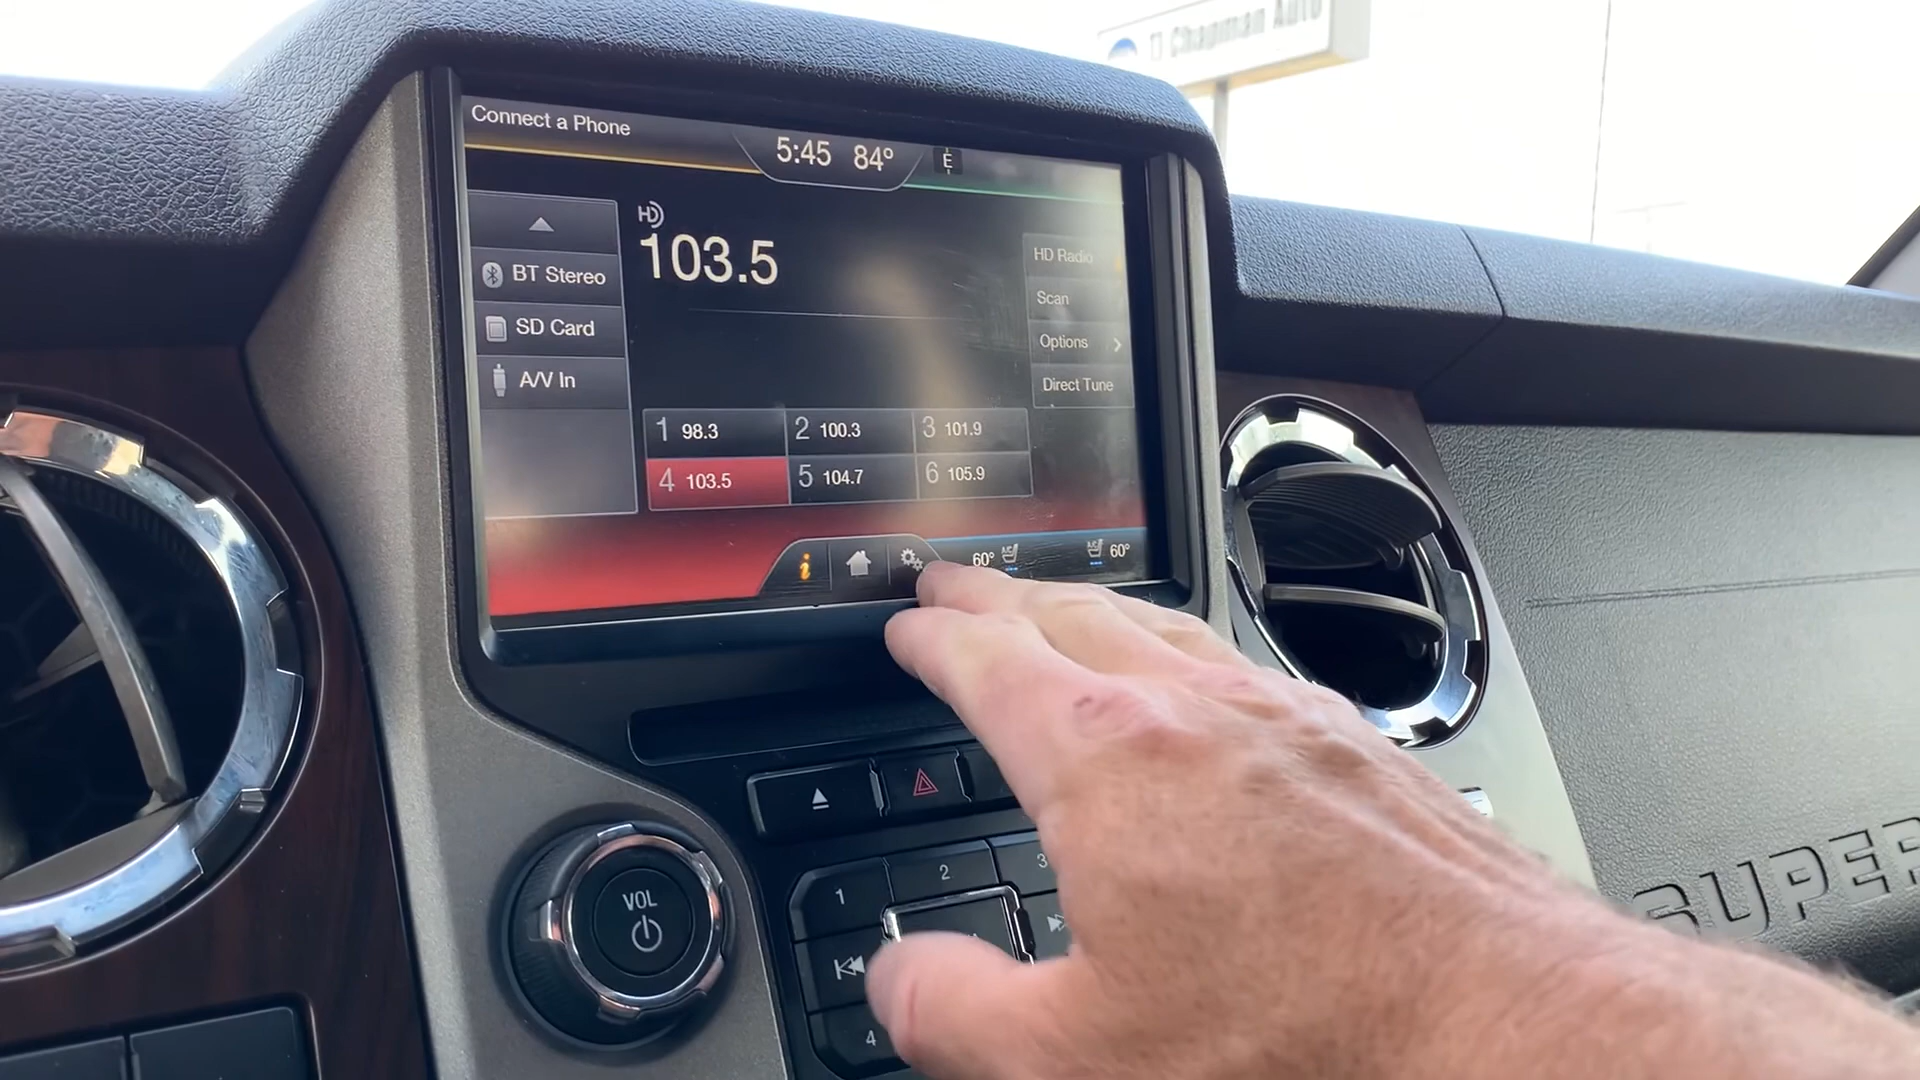 Chapman Auto
Connect a Phone
5:45 84° E
BT Stereo
SD Card
A/V In
HD
103.5
HD Radio
Scan
Options
Direct Tune
1 98.3 2 100.3 3 101.9
4 103.5 5 104.7 6 105.9
i 60° 60°
VOL
1 2 3
4
SUPER